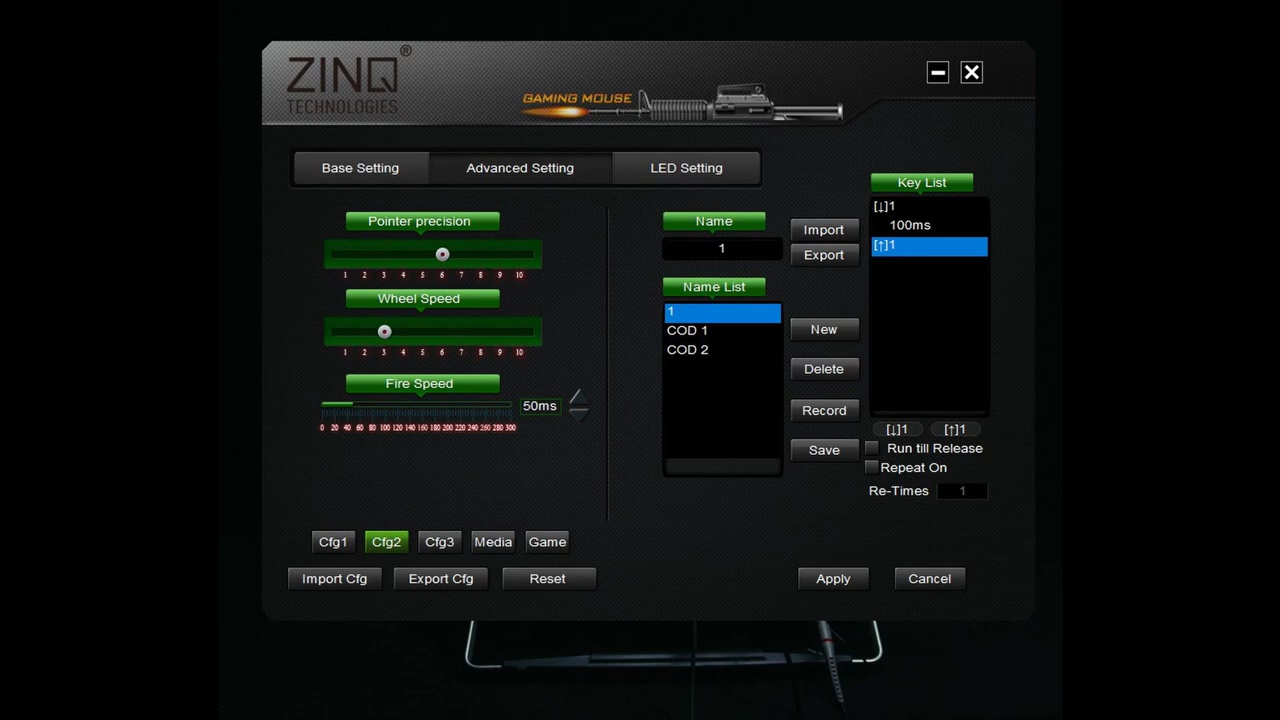 ZINQ®
TECHNOLOGIES
GAMING MOUSE
Base Setting
Advanced Setting
LED Setting
Pointer precision
1 2 3 4 5 6 7 8 9 10
Wheel Speed
1 2 3 4 5 6 7 8 9 10
Fire Speed
50ms
0 20 40 60 80 100 120 140 160 180 200 220 240 260 280 300
Name
1
Import
Export
Name List
1
COD 1
COD 2
New
Delete
Record
Save
Key List
[↓]1
100ms
[↑]1
[↓]1 [↑]1
Run till Release
Repeat On
Re-Times 1
Cfg1 Cfg2 Cfg3 Media Game
Import Cfg Export Cfg Reset
Apply Cancel